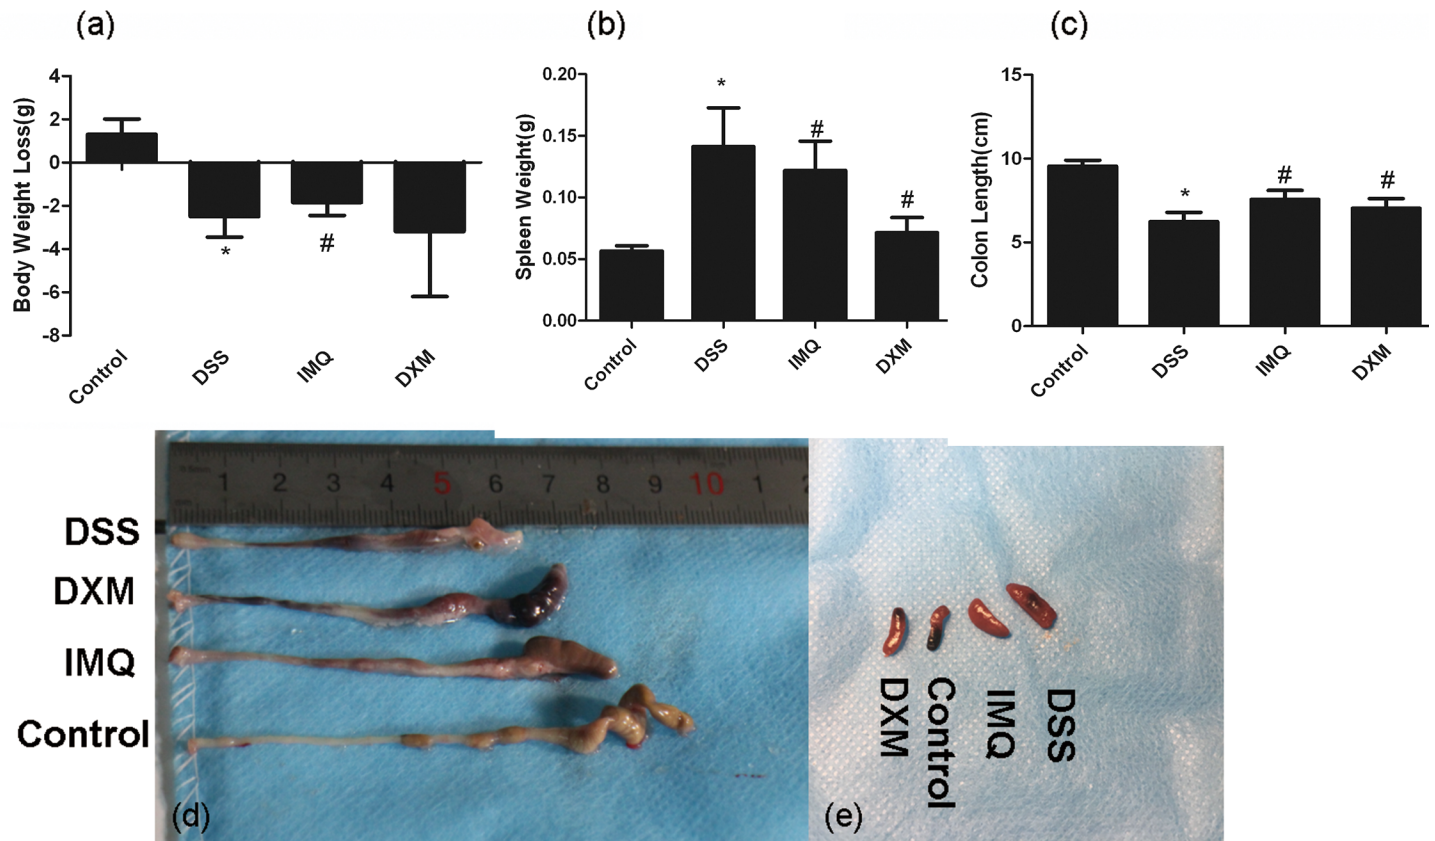 (a)
Body Weight Loss(g)
4
2
0
-2
-4
-6
-8
*
#
Control
DSS
IMQ
DXM
(b)
Spleen Weight(g)
0.20
0.15
0.10
0.05
0.00
*
#
#
Control
DSS
IMQ
DXM
(c)
Colon Length(cm)
15
10
5
0
*
#
#
Control
DSS
IMQ
DXM
1 2 3 4 5 6 7 8 9 10 1 2
DSS
DXM
IMQ
Control
(d)
DXM
Control
IMQ
DSS
(e)